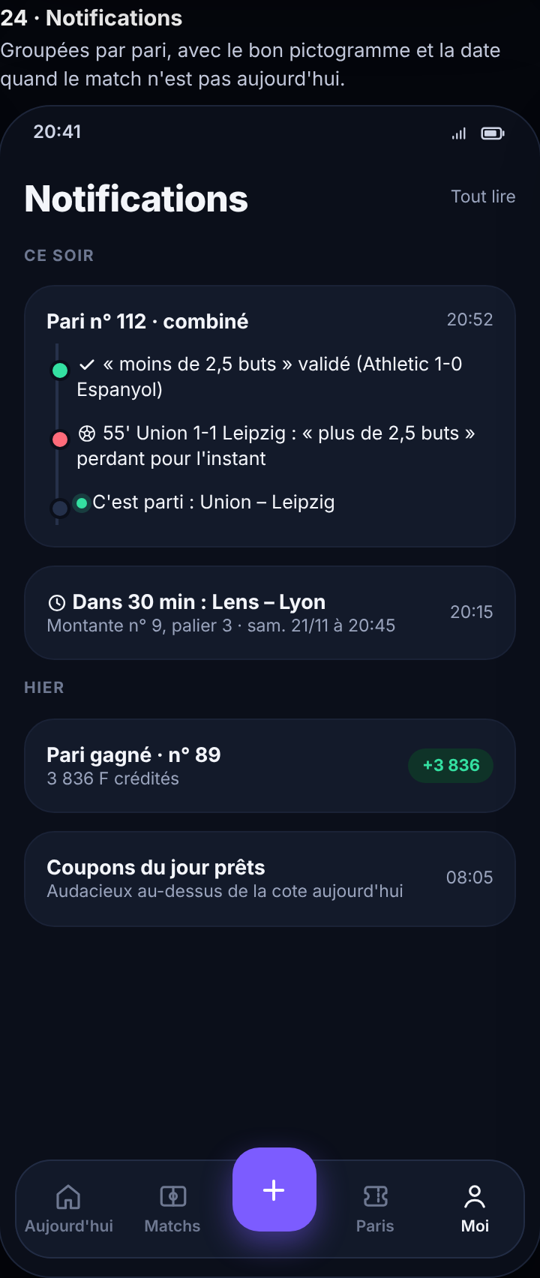 24 · Notifications
Groupées par pari, avec le bon pictogramme et la date
quand le match n'est pas aujourd'hui.
20:41
Notifications
Tout lire
CE SOIR
Pari n° 112 · combiné
20:52
« moins de 2,5 buts » validé (Athletic 1-0
Espanyol)
55' Union 1-1 Leipzig : « plus de 2,5 buts »
perdant pour l'instant
C'est parti : Union – Leipzig
Dans 30 min : Lens – Lyon
Montante n° 9, palier 3 · sam. 21/11 à 20:45
20:15
HIER
Pari gagné · n° 89
3 836 F crédités
+3 836
Coupons du jour prêts
Audacieux au-dessus de la cote aujourd'hui
08:05
Aujourd'hui
Matchs
Paris
Moi